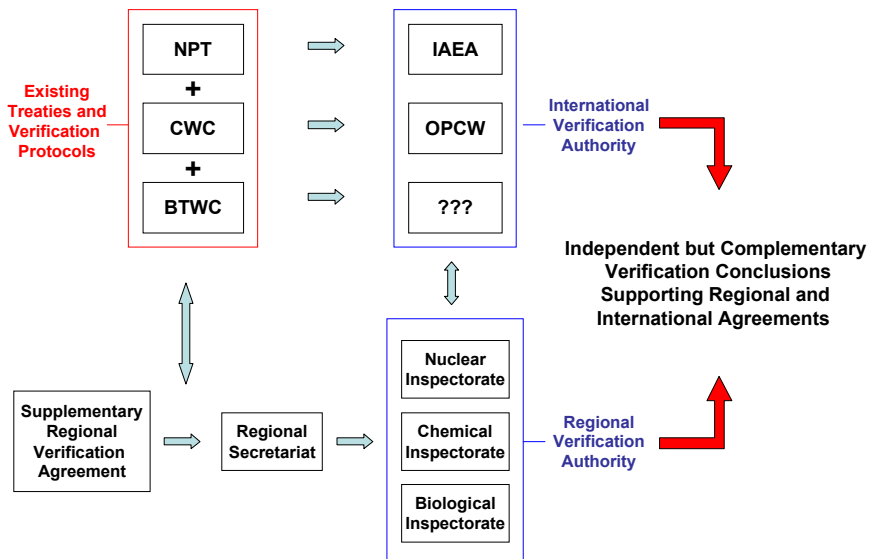 Existing
Treaties and
Verification
Protocols
NPT
+
CWC
+
BTWC
IAEA
OPCW
???
International
Verification
Authority
Independent but Complementary
Verification Conclusions
Supporting Regional and
International Agreements
Supplementary
Regional
Verification
Agreement
Regional
Secretariat
Nuclear
Inspectorate
Chemical
Inspectorate
Biological
Inspectorate
Regional
Verification
Authority